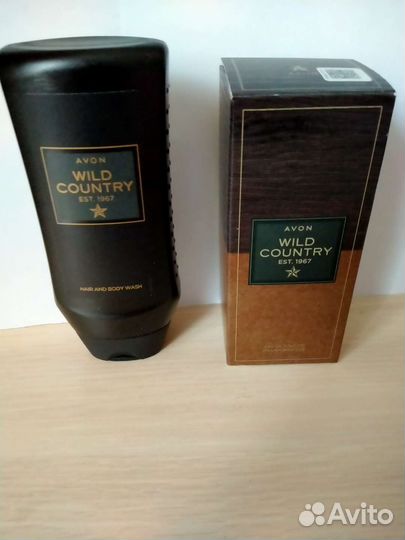 AVON
WILD
COUNTRY
EST. 1967
HAIR AND BODY WASH
AVON
WILD
COUNTRY
EST. 1967
Avito